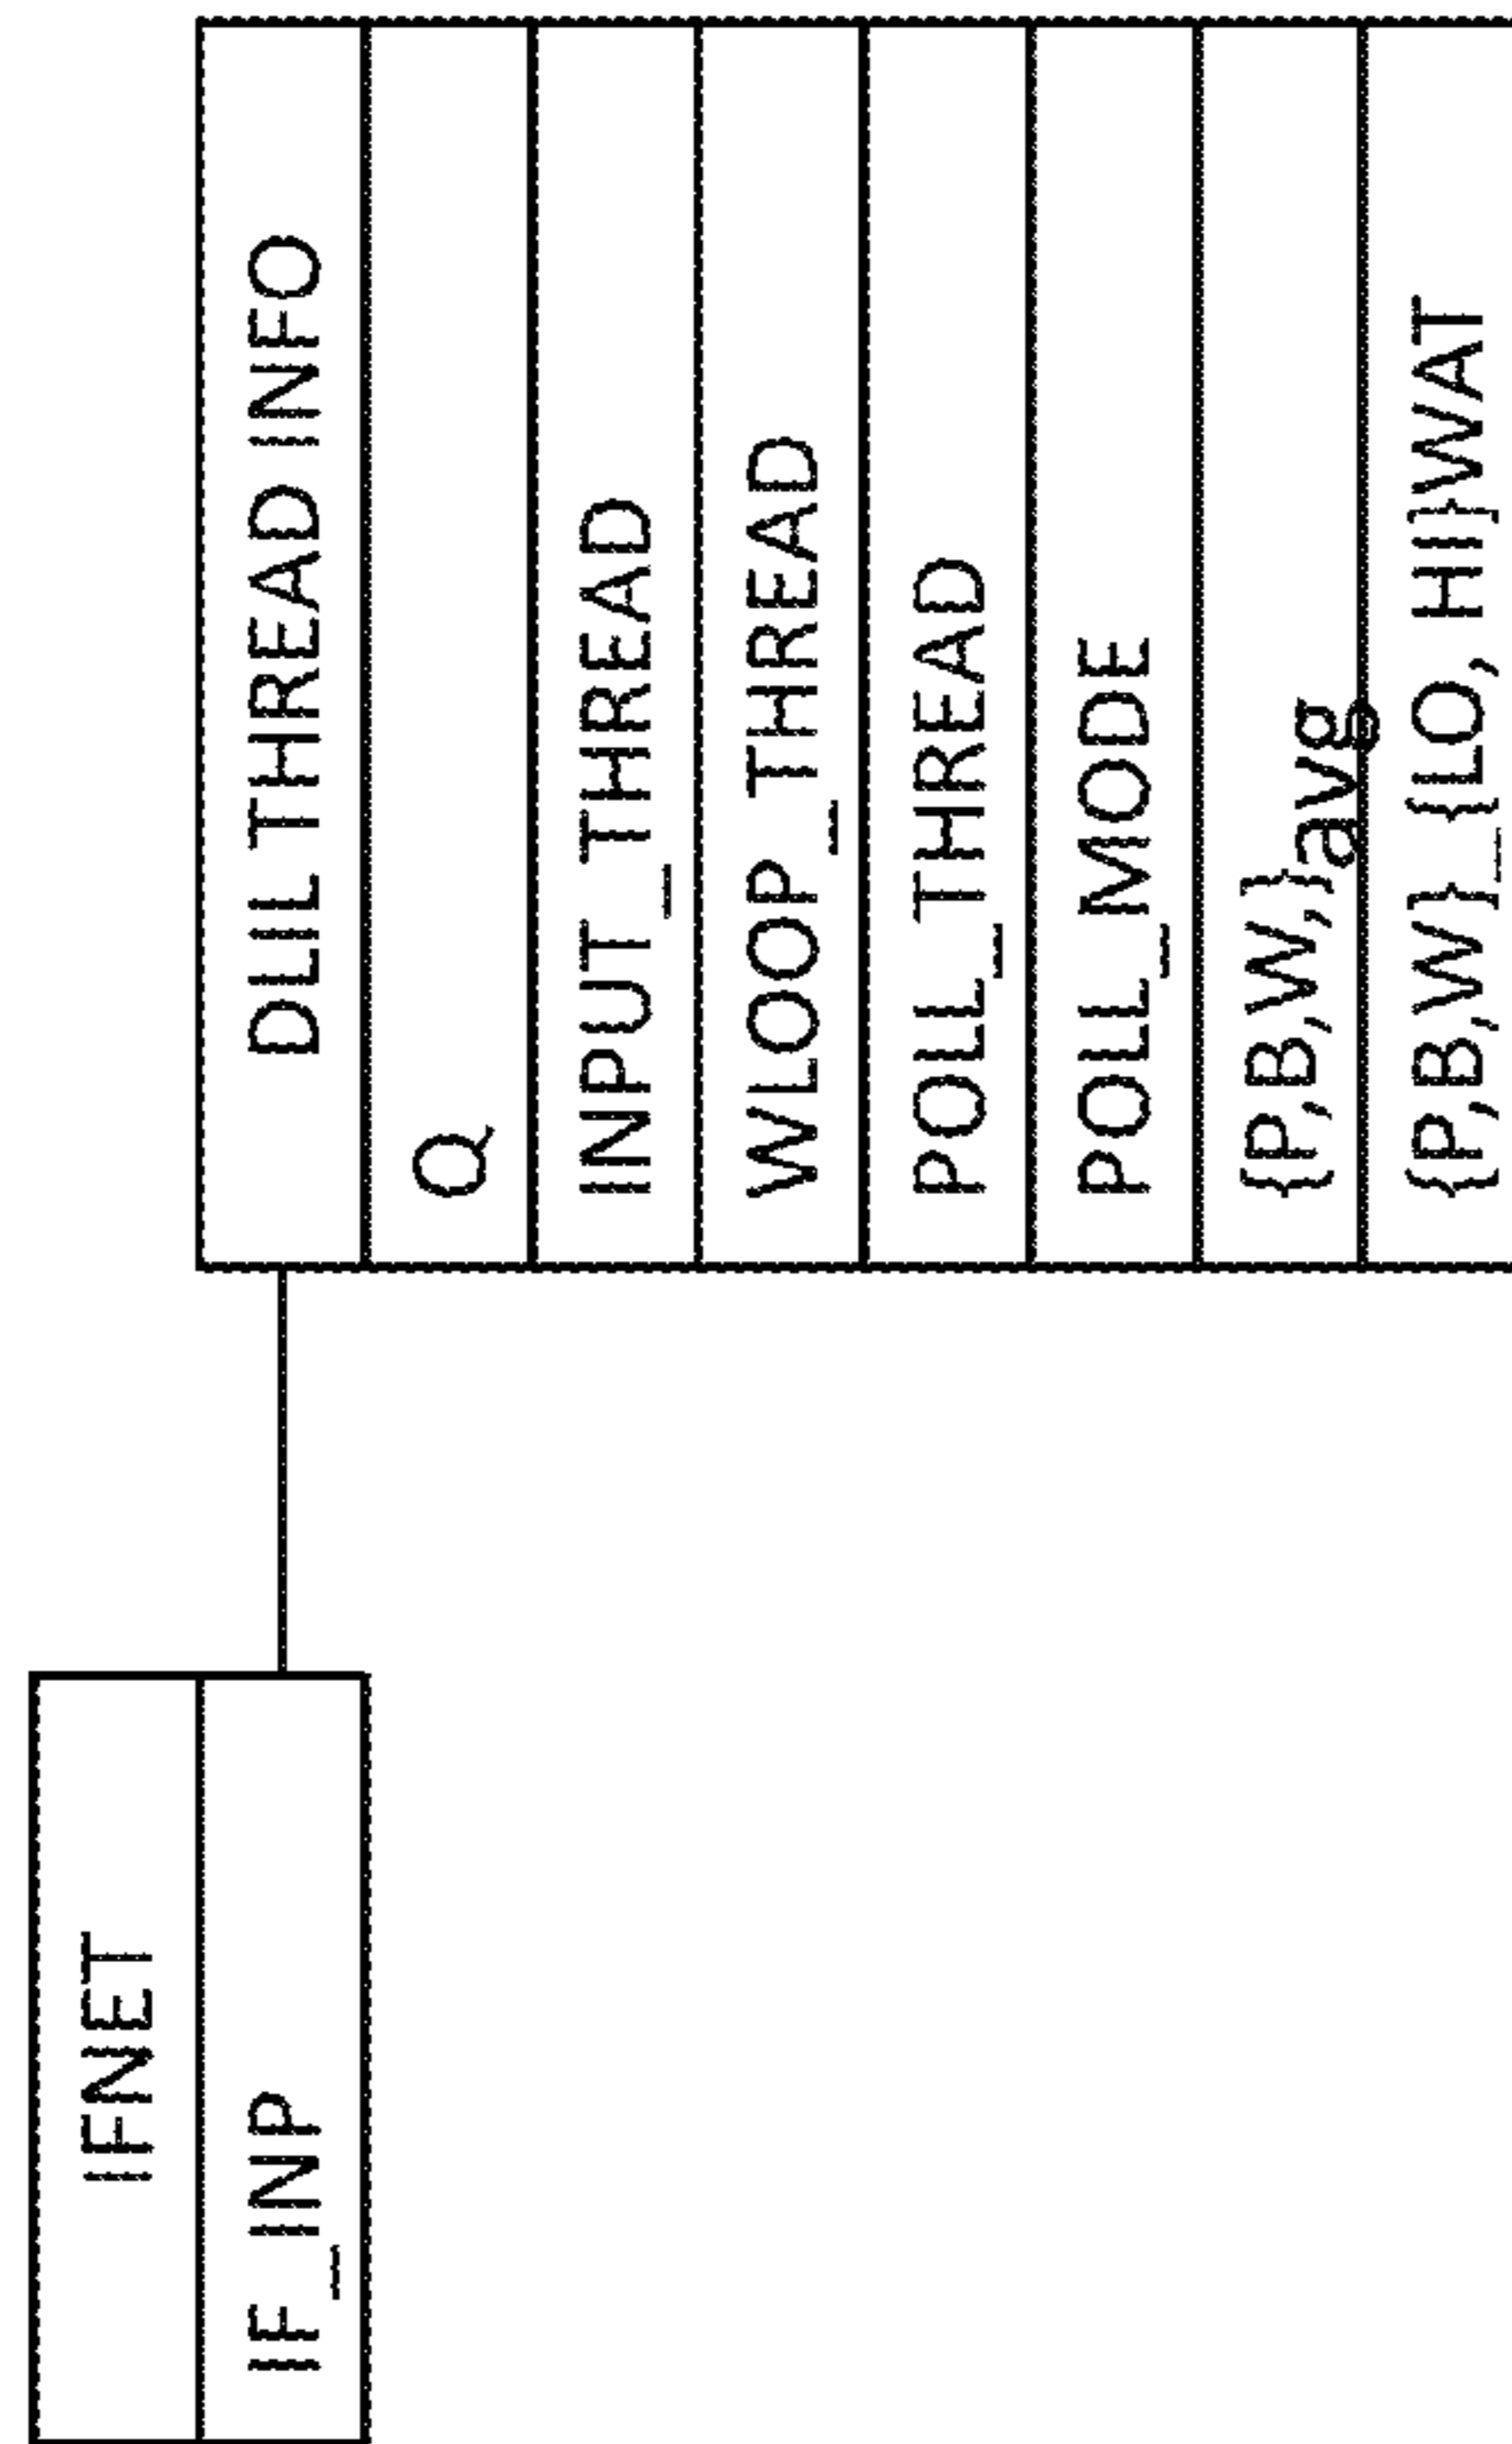 IFNET
IF_INP
DLIL THREAD INFO
Q
INPUT_THREAD
WLOOP_THREAD
POLL_THREAD
POLL_MODE
{P,B,W,}avg
{P,B,W}_{LO, HI}WAT